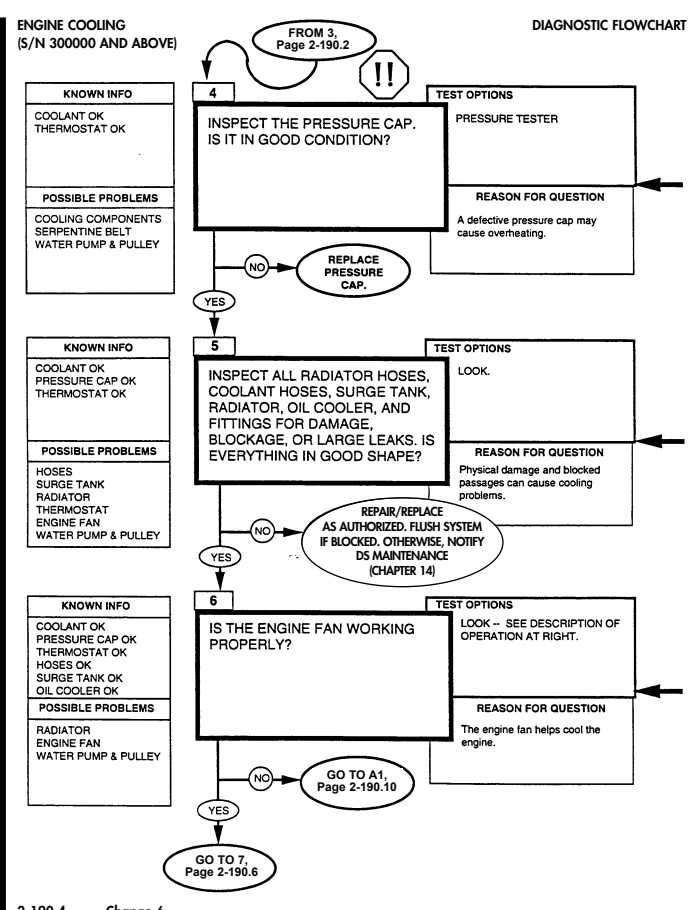 ENGINE COOLING
(S/N 300000 AND ABOVE)
DIAGNOSTIC FLOWCHART
FROM 3,
Page 2-190.2
!!
KNOWN INFO
COOLANT OK
THERMOSTAT OK
POSSIBLE PROBLEMS
COOLING COMPONENTS
SERPENTINE BELT
WATER PUMP & PULLEY
4
INSPECT THE PRESSURE CAP.
IS IT IN GOOD CONDITION?
TEST OPTIONS
PRESSURE TESTER
REASON FOR QUESTION
A defective pressure cap may
cause overheating.
NO
REPLACE
PRESSURE
CAP.
YES
KNOWN INFO
COOLANT OK
PRESSURE CAP OK
THERMOSTAT OK
POSSIBLE PROBLEMS
HOSES
SURGE TANK
RADIATOR
THERMOSTAT
ENGINE FAN
WATER PUMP & PULLEY
5
INSPECT ALL RADIATOR HOSES,
COOLANT HOSES, SURGE TANK,
RADIATOR, OIL COOLER, AND
FITTINGS FOR DAMAGE,
BLOCKAGE, OR LARGE LEAKS. IS
EVERYTHING IN GOOD SHAPE?
TEST OPTIONS
LOOK.
REASON FOR QUESTION
Physical damage and blocked
passages can cause cooling
problems.
NO
REPAIR/REPLACE
AS AUTHORIZED. FLUSH SYSTEM
IF BLOCKED. OTHERWISE, NOTIFY
DS MAINTENANCE
(CHAPTER 14)
YES
KNOWN INFO
COOLANT OK
PRESSURE CAP OK
THERMOSTAT OK
HOSES OK
SURGE TANK OK
OIL COOLER OK
POSSIBLE PROBLEMS
RADIATOR
ENGINE FAN
WATER PUMP & PULLEY
6
IS THE ENGINE FAN WORKING
PROPERLY?
TEST OPTIONS
LOOK -- SEE DESCRIPTION OF
OPERATION AT RIGHT.
REASON FOR QUESTION
The engine fan helps cool the
engine.
NO
GO TO A1,
Page 2-190.10
YES
GO TO 7,
Page 2-190.6
2-190.4 Change 6